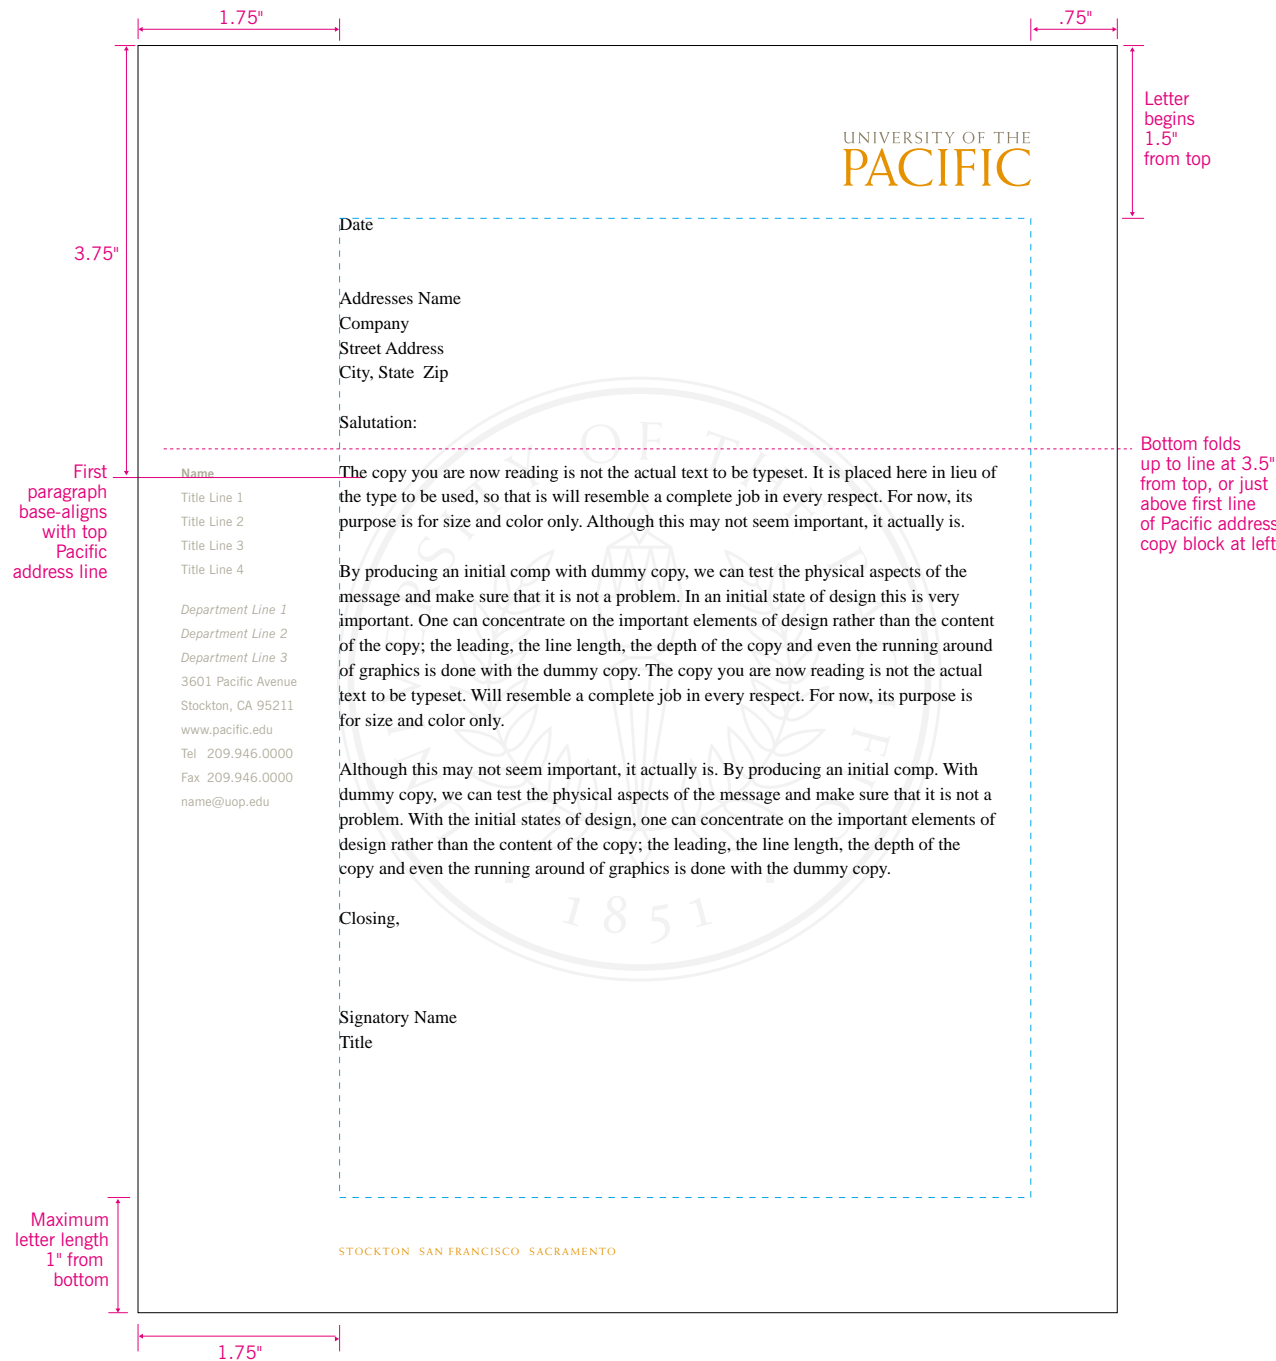 1.75"
.75"
Letter
begins
1.5"
from top
UNIVERSITY OF THE
PACIFIC
3.75"
Date
Addresses Name
Company
Street Address
City, State  Zip
Salutation:
Bottom folds
up to line at 3.5"
from top, or just
above first line
of Pacific address
copy block at left
First
paragraph
base-aligns
with top
Pacific
address line
Name
Title Line 1
Title Line 2
Title Line 3
Title Line 4
Department Line 1
Department Line 2
Department Line 3
3601 Pacific Avenue
Stockton, CA 95211
www.pacific.edu
Tel  209.946.0000
Fax  209.946.0000
name@uop.edu
The copy you are now reading is not the actual text to be typeset. It is placed here in lieu of
the type to be used, so that is will resemble a complete job in every respect. For now, its
purpose is for size and color only. Although this may not seem important, it actually is.
By producing an initial comp with dummy copy, we can test the physical aspects of the
message and make sure that it is not a problem. In an initial state of design this is very
important. One can concentrate on the important elements of design rather than the content
of the copy; the leading, the line length, the depth of the copy and even the running around
of graphics is done with the dummy copy. The copy you are now reading is not the actual
text to be typeset. Will resemble a complete job in every respect. For now, its purpose is
for size and color only.
Although this may not seem important, it actually is. By producing an initial comp. With
dummy copy, we can test the physical aspects of the message and make sure that it is not a
problem. With the initial states of design, one can concentrate on the important elements of
design rather than the content of the copy; the leading, the line length, the depth of the
copy and even the running around of graphics is done with the dummy copy.
Closing,
Signatory Name
Title
UNIVERSITY OF THE PACIFIC
1851
Maximum
letter length
1" from
bottom
STOCKTON  SAN FRANCISCO  SACRAMENTO
1.75"